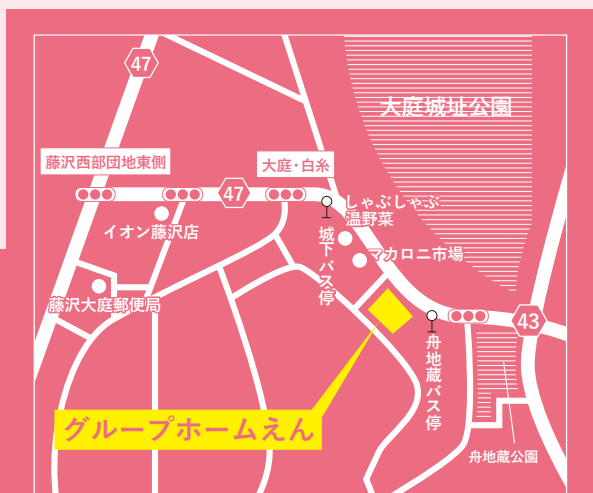 47
大庭城址公園
藤沢西部団地東側
大庭・白糸
47
しゃぶしゃぶ
温野菜
イオン藤沢店
城下バス停
マカロニ市場
藤沢大庭郵便局
43
舟地蔵バス停
グループホームえん
舟地蔵公園